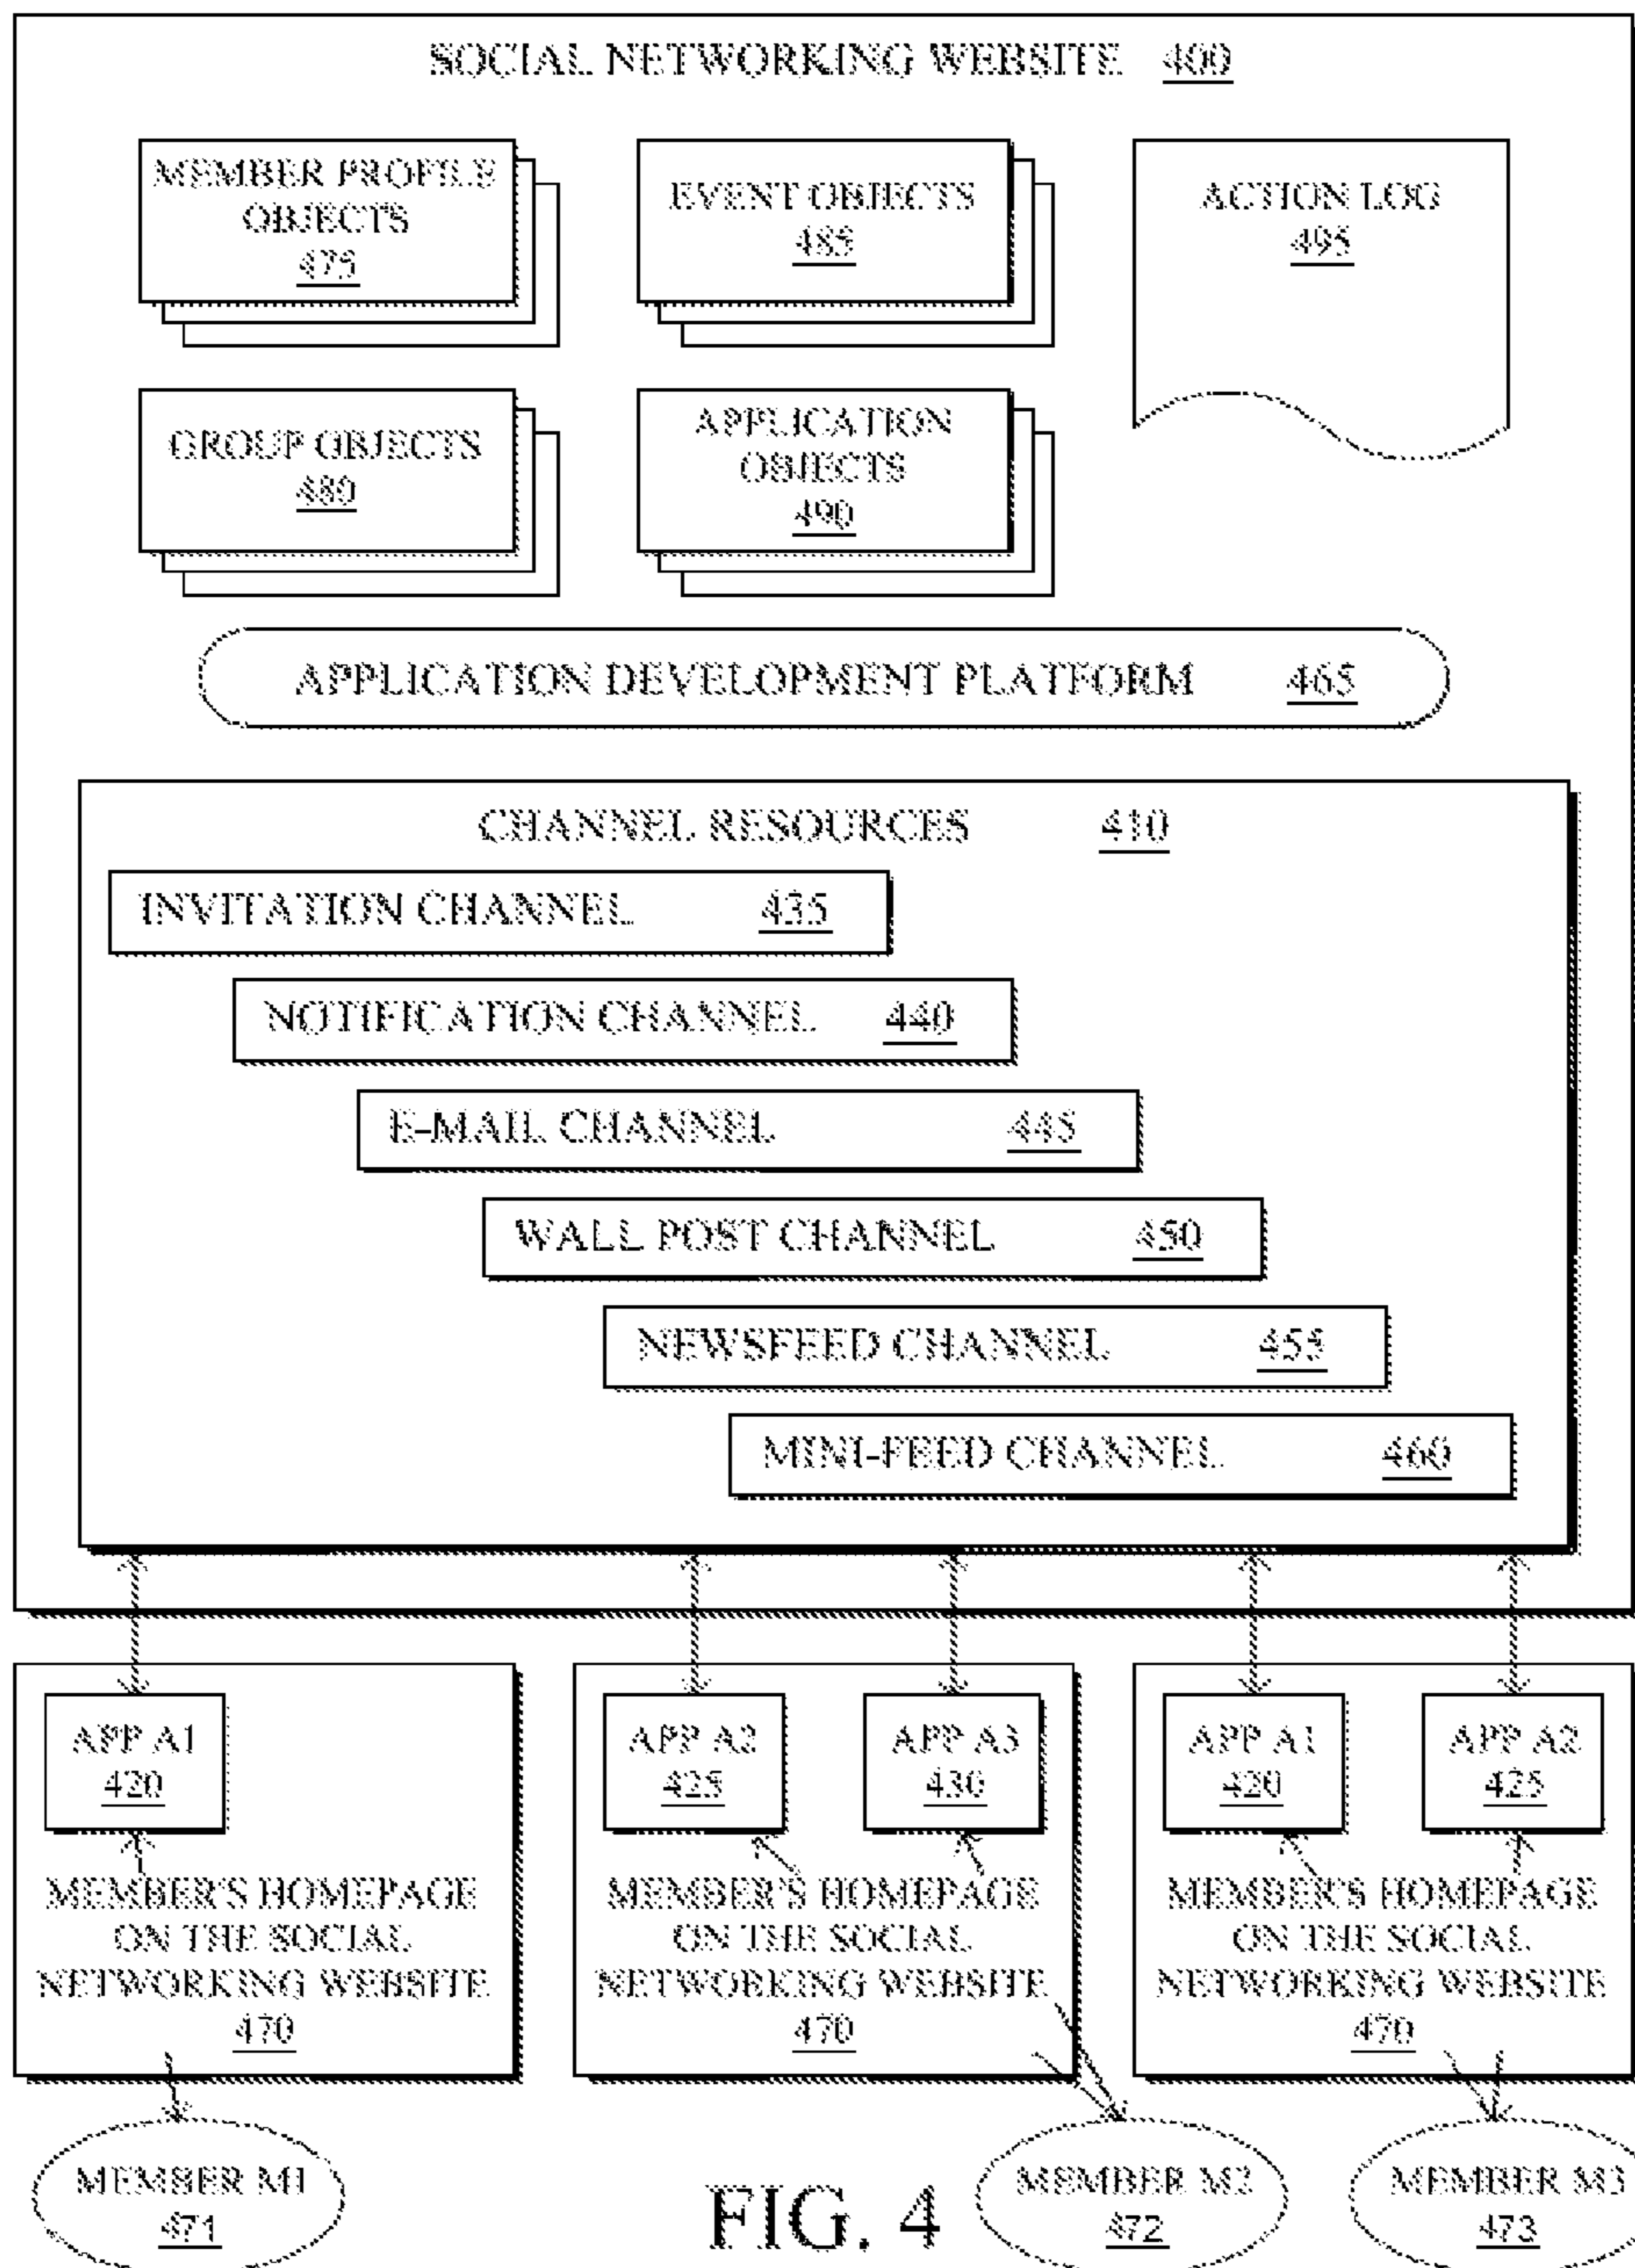 SOCIAL NETWORKING WEBSITE 400
MEMBER PROFILE
OBJECTS
475
EVENT OBJECTS
485
ACTION LOG
495
GROUP OBJECTS
480
APPLICATION
OBJECTS
490
APPLICATION DEVELOPMENT PLATFORM 465
CHANNEL RESOURCES 410
INVITATION CHANNEL 435
NOTIFICATION CHANNEL 440
E-MAIL CHANNEL 445
WALL POST CHANNEL 450
NEWSFEED CHANNEL 455
MINI-FEED CHANNEL 460
APP A1
420
MEMBER'S HOMEPAGE
ON THE SOCIAL
NETWORKING WEBSITE
470
APP A2
425
APP A3
430
MEMBER'S HOMEPAGE
ON THE SOCIAL
NETWORKING WEBSITE
470
APP A1
420
APP A2
425
MEMBER'S HOMEPAGE
ON THE SOCIAL
NETWORKING WEBSITE
470
MEMBER M1
471
FIG. 4
MEMBER M2
472
MEMBER M3
473